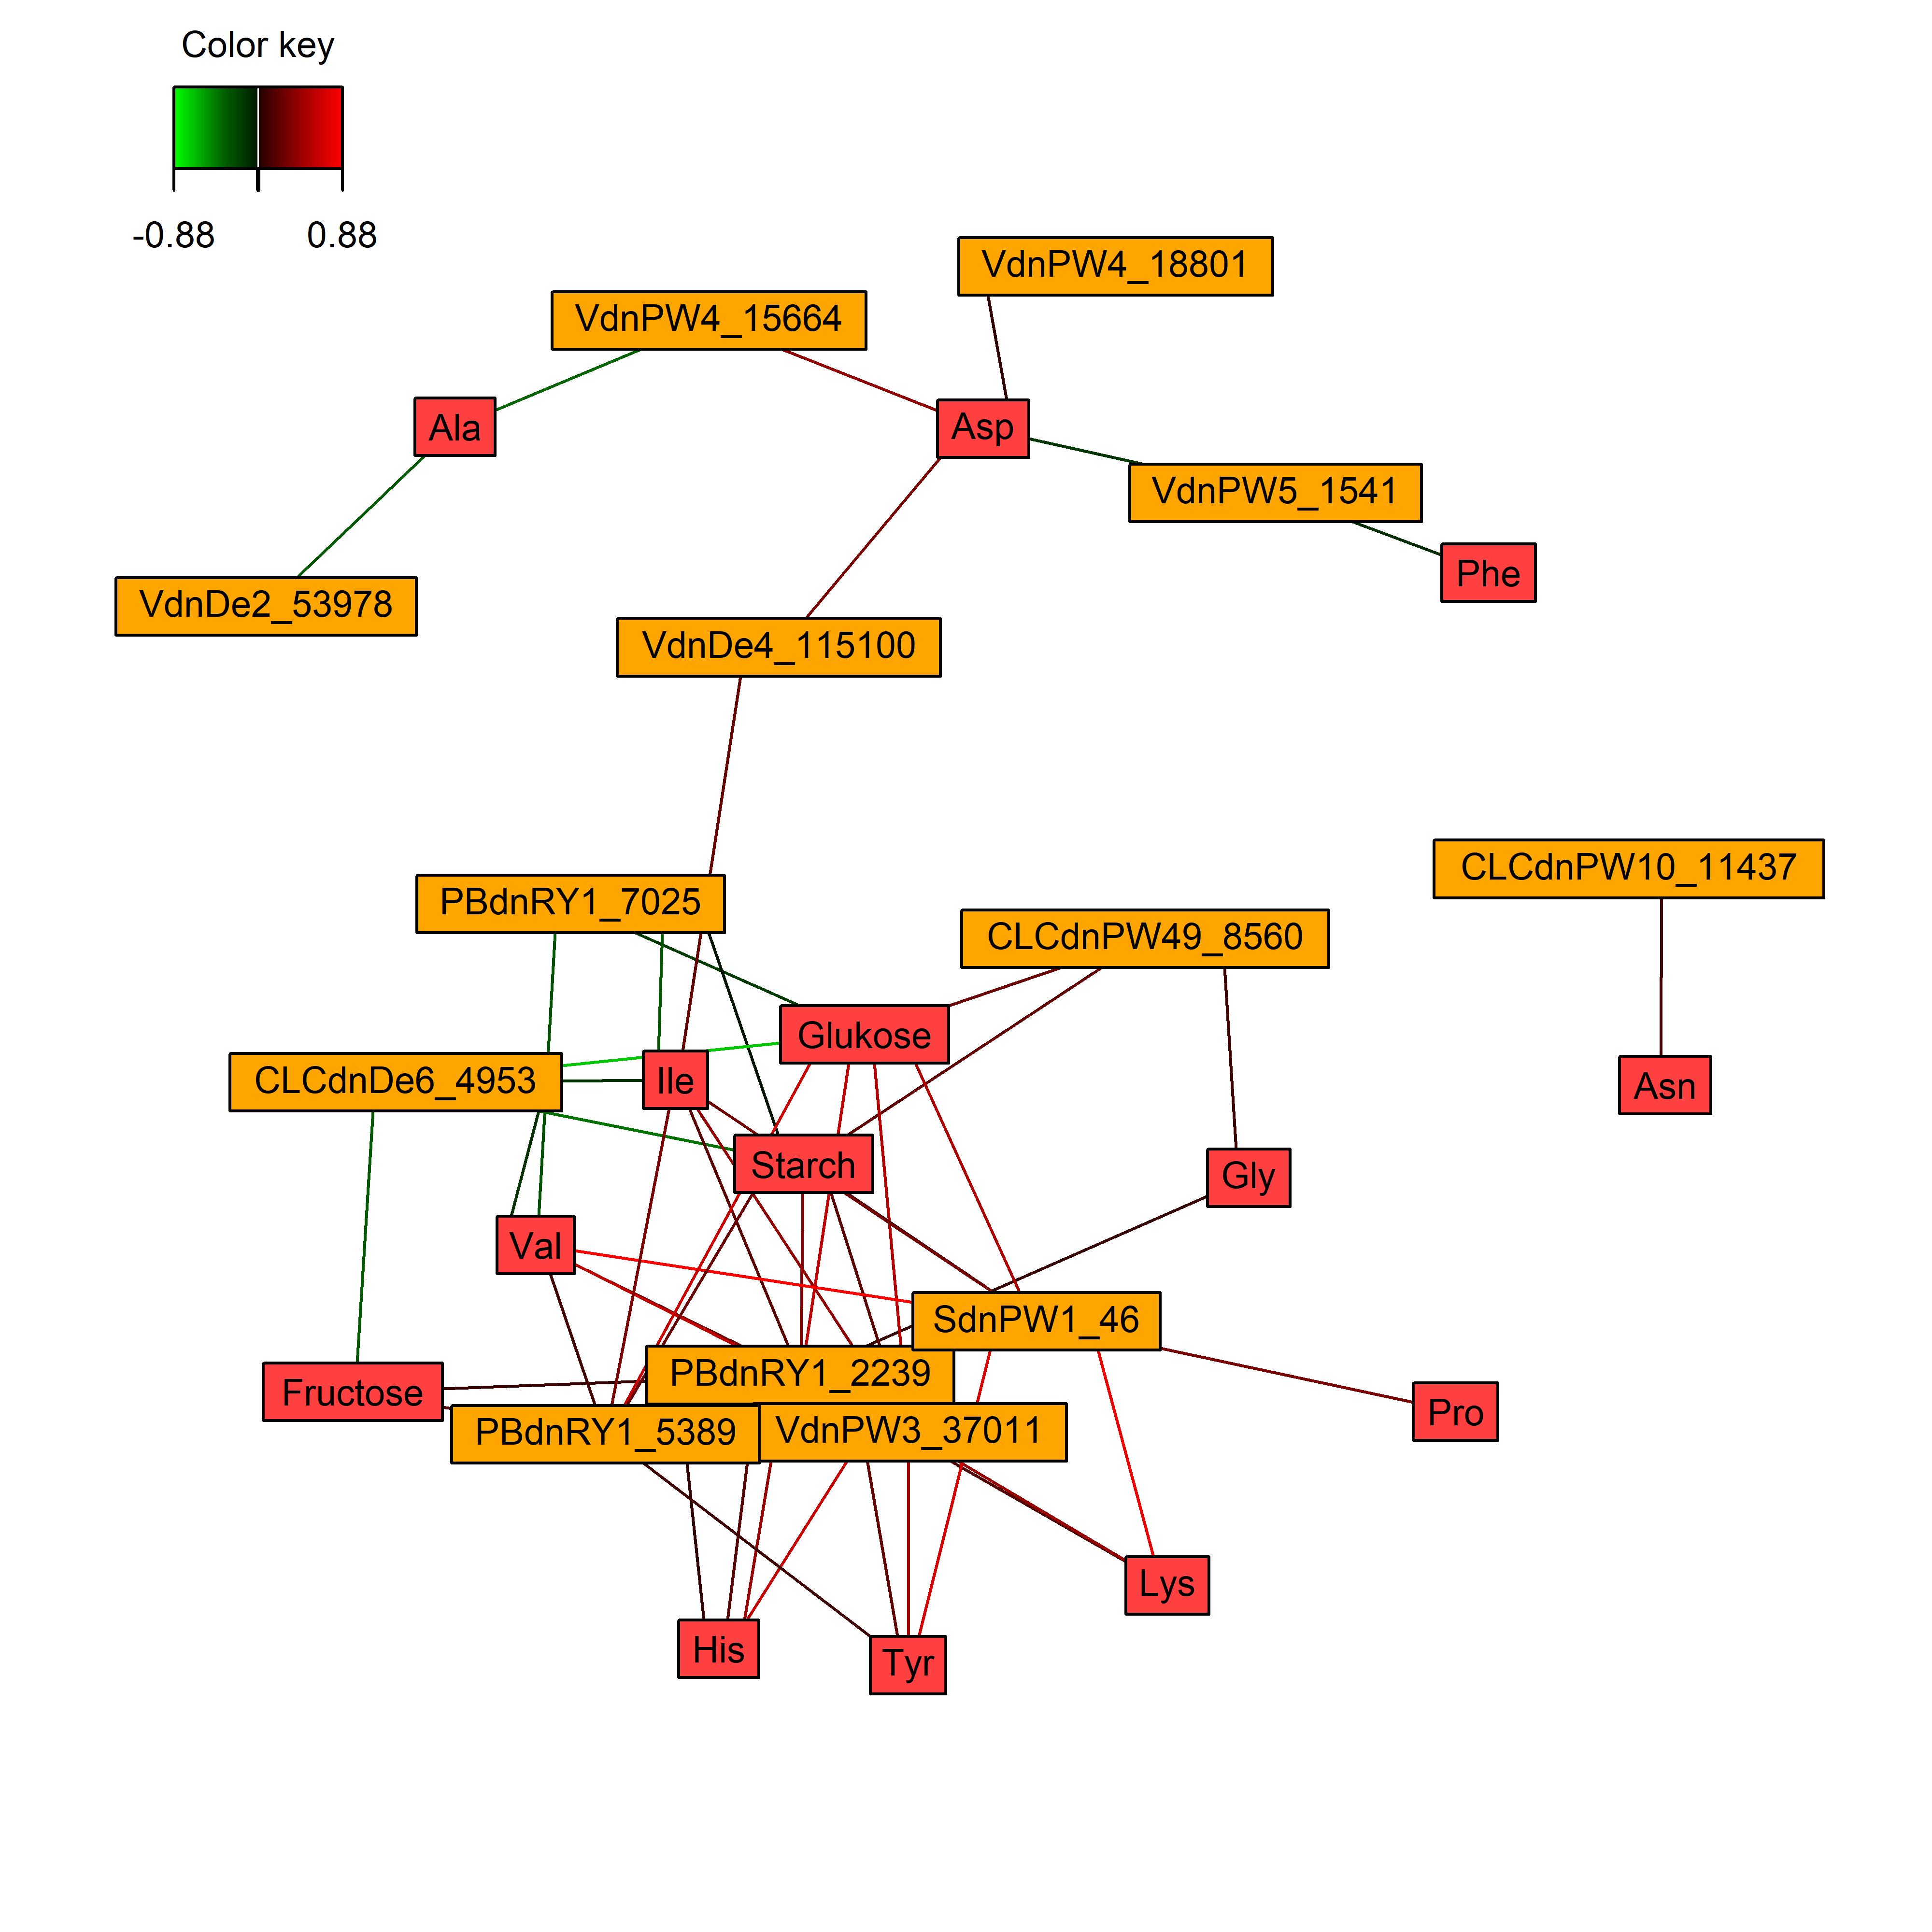 Color key
-0.88 0.88
VdnPW4_18801
VdnPW4_15664
Ala
Asp
VdnPW5_1541
Phe
VdnDe2_53978
VdnDe4_115100
CLCdnPW10_11437
PBdnRY1_7025
CLCdnPW49_8560
Glukose
CLCdnDe6_4953
Ile
Asn
Starch
Gly
Val
SdnPW1_46
PBdnRY1_2239
Fructose
Pro
PBdnRY1_5389
VdnPW3_37011
Lys
His
Tyr